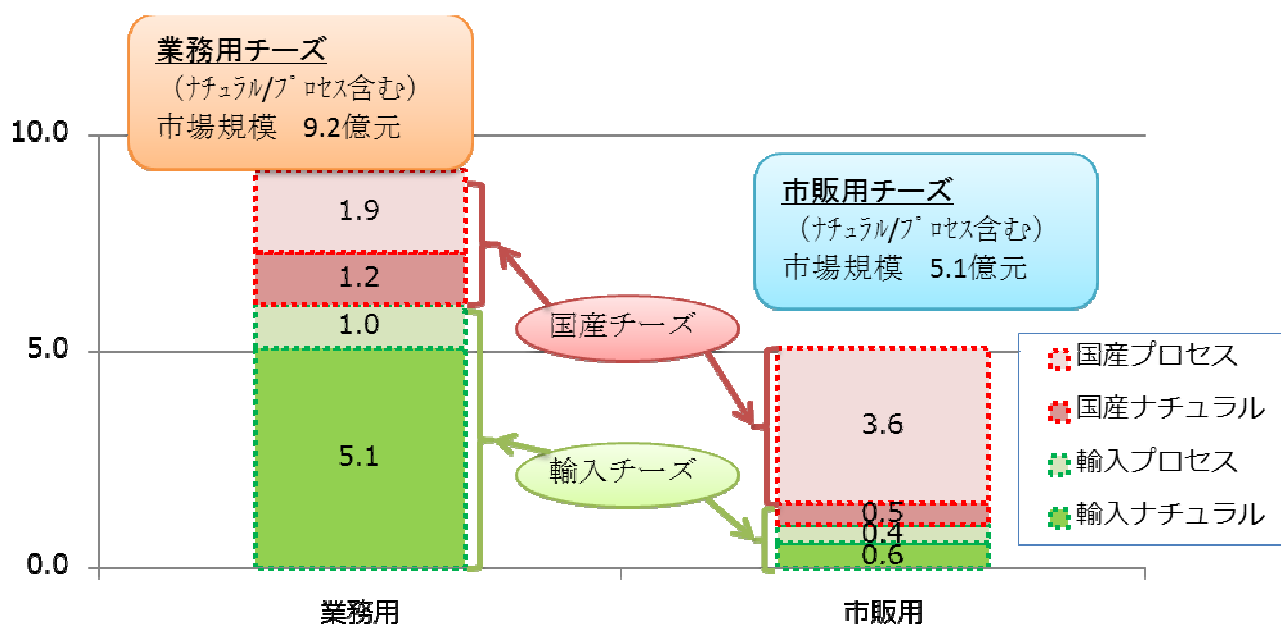 業務用チーズ
（ﾅﾁｭﾗﾙ/ﾌﾟﾛｾｽ含む）
市場規模　9.2億元
市販用チーズ
（ﾅﾁｭﾗﾙ/ﾌﾟﾛｾｽ含む）
市場規模　5.1億元
10.0
5.0
0.0
1.9
1.2
1.0
5.1
国産チーズ
輸入チーズ
3.6
0.5
0.4
0.6
国産プロセス
国産ナチュラル
輸入プロセス
輸入ナチュラル
業務用
市販用